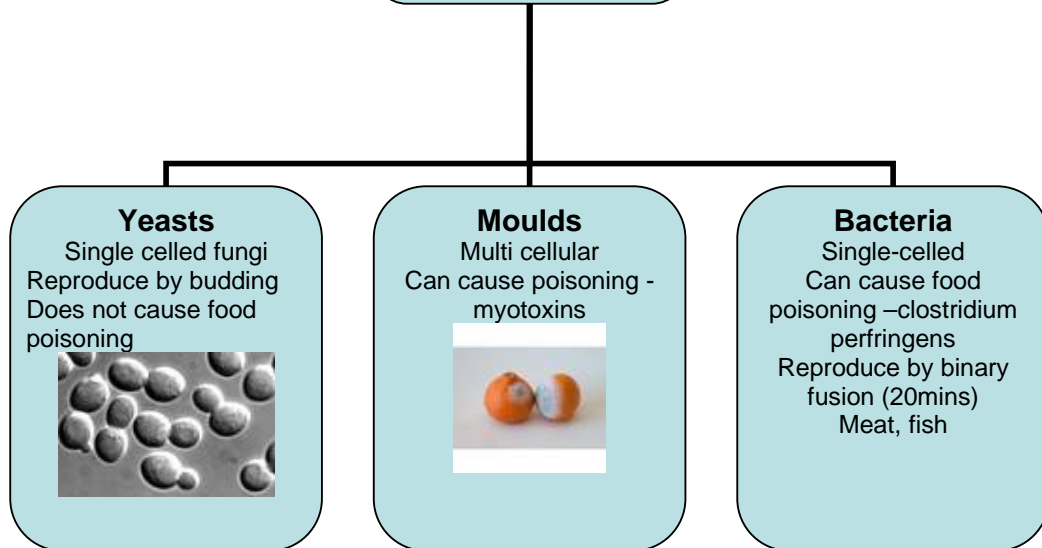 Yeasts
Single celled fungi
Reproduce by budding
Does not cause food
poisoning
Moulds
Multi cellular
Can cause poisoning -
myotoxins
Bacteria
Single-celled
Can cause food
poisoning –clostridium
perfringens
Reproduce by binary
fusion (20mins)
Meat, fish